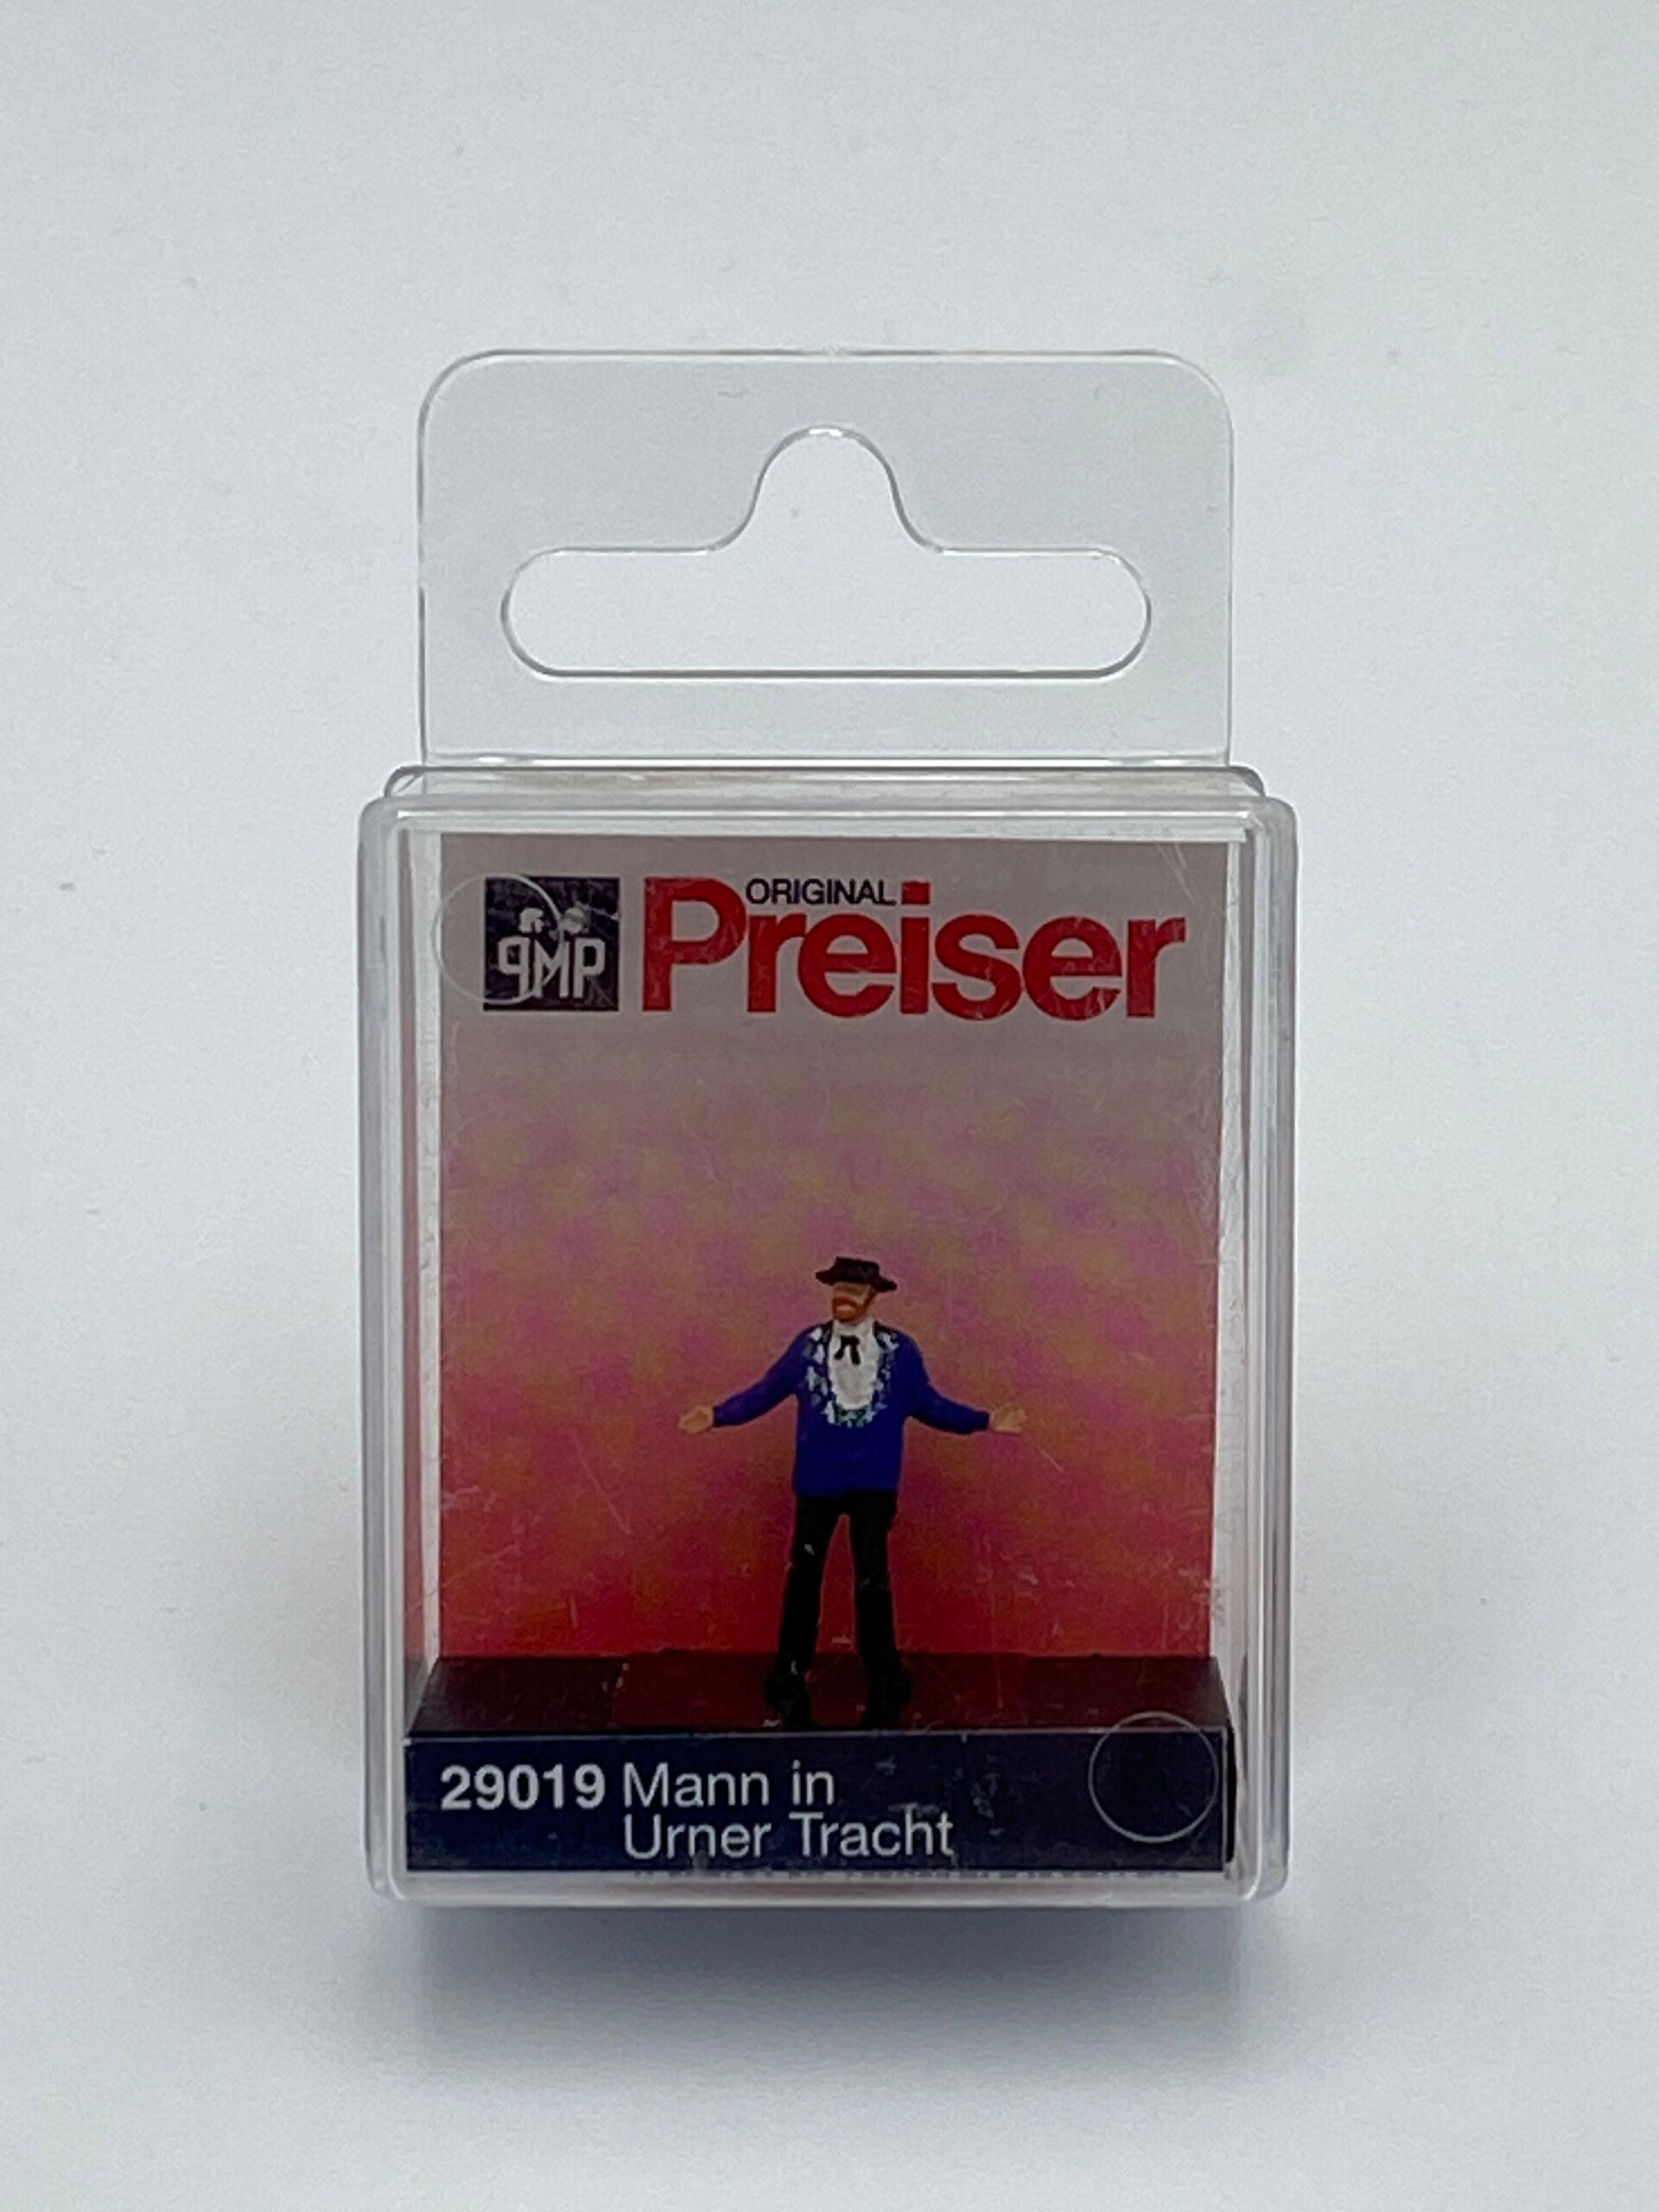 PMP
ORIGINAL
Preiser
29019 Mann in
Urner Tracht